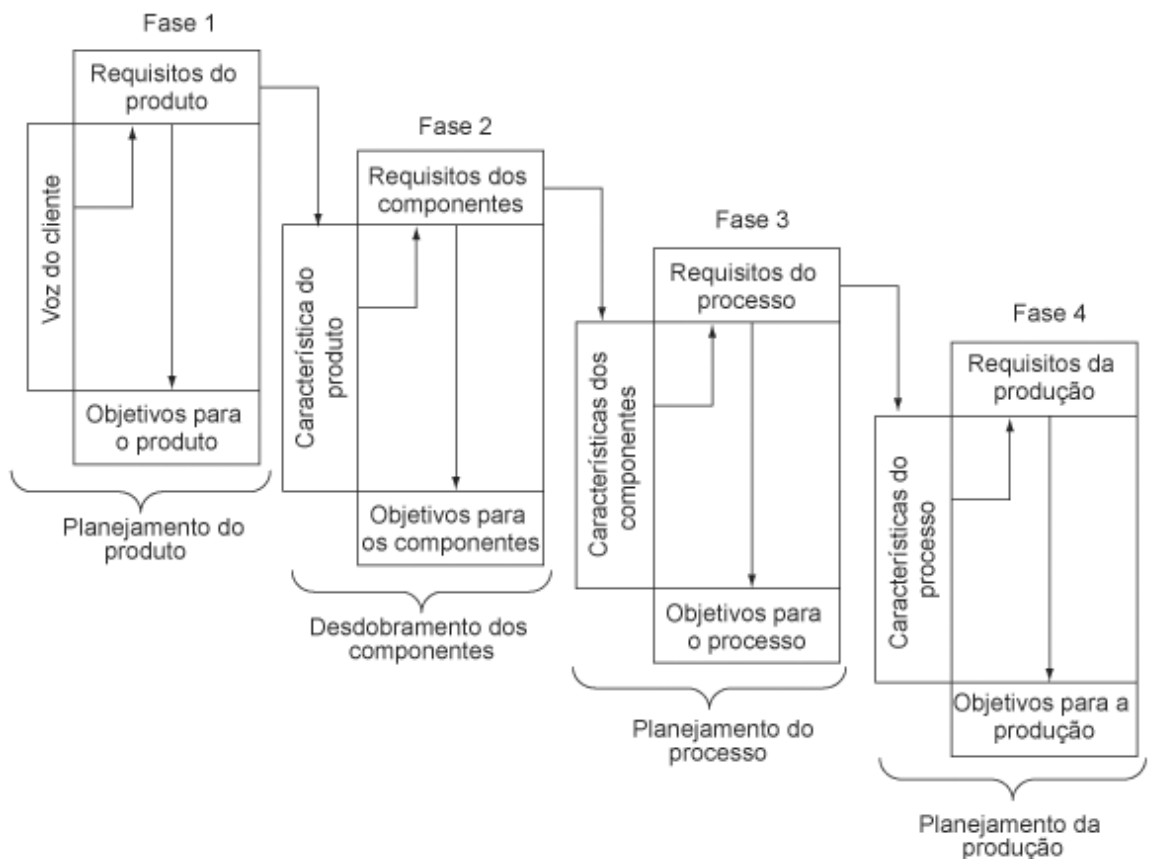 Fase 1
Requisitos do
produto
Voz do cliente
Objetivos para
o produto
Planejamento do
produto
Fase 2
Requisitos dos
componentes
Característica do
produto
Objetivos para
os componentes
Desdobramento dos
componentes
Fase 3
Requisitos do
processo
Características dos
componentes
Objetivos para
o processo
Planejamento do
processo
Fase 4
Requisitos da
produção
Características do
processo
Objetivos para a
produção
Planejamento da
produção